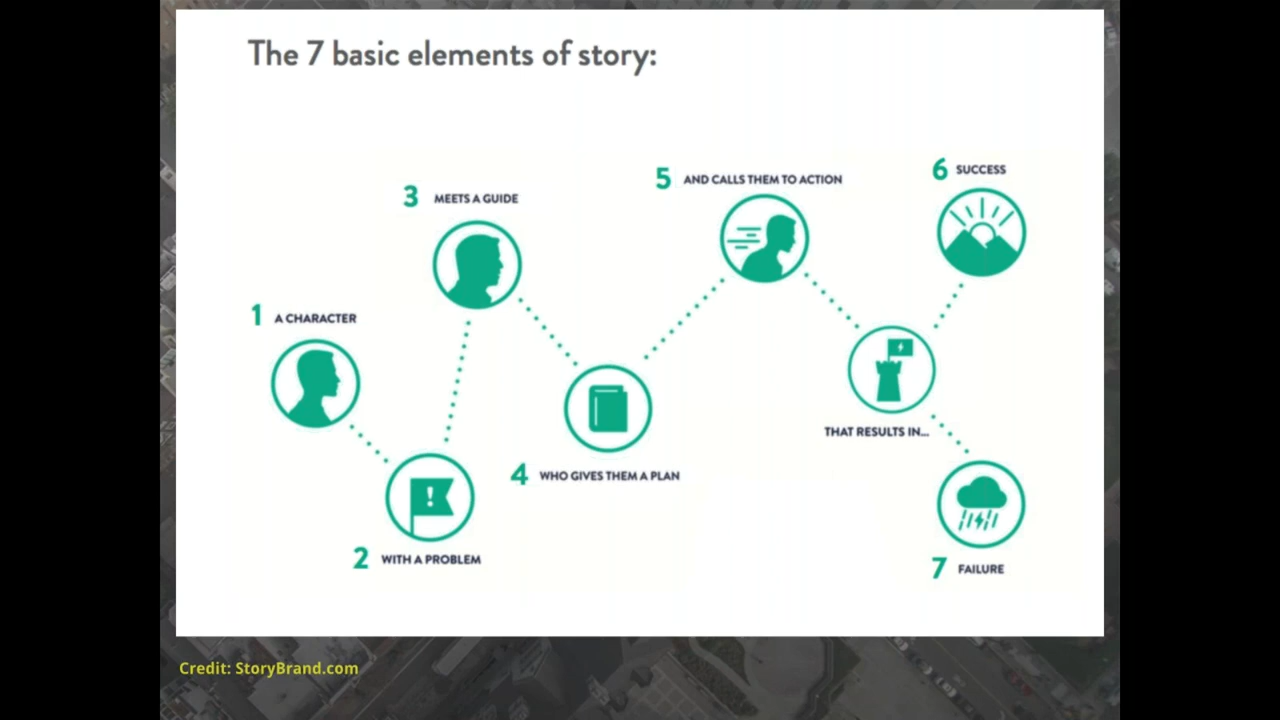 The 7 basic elements of story:
1 A CHARACTER
2 WITH A PROBLEM
3 MEETS A GUIDE
4 WHO GIVES THEM A PLAN
5 AND CALLS THEM TO ACTION
THAT RESULTS IN...
6 SUCCESS
7 FAILURE
Credit: StoryBrand.com